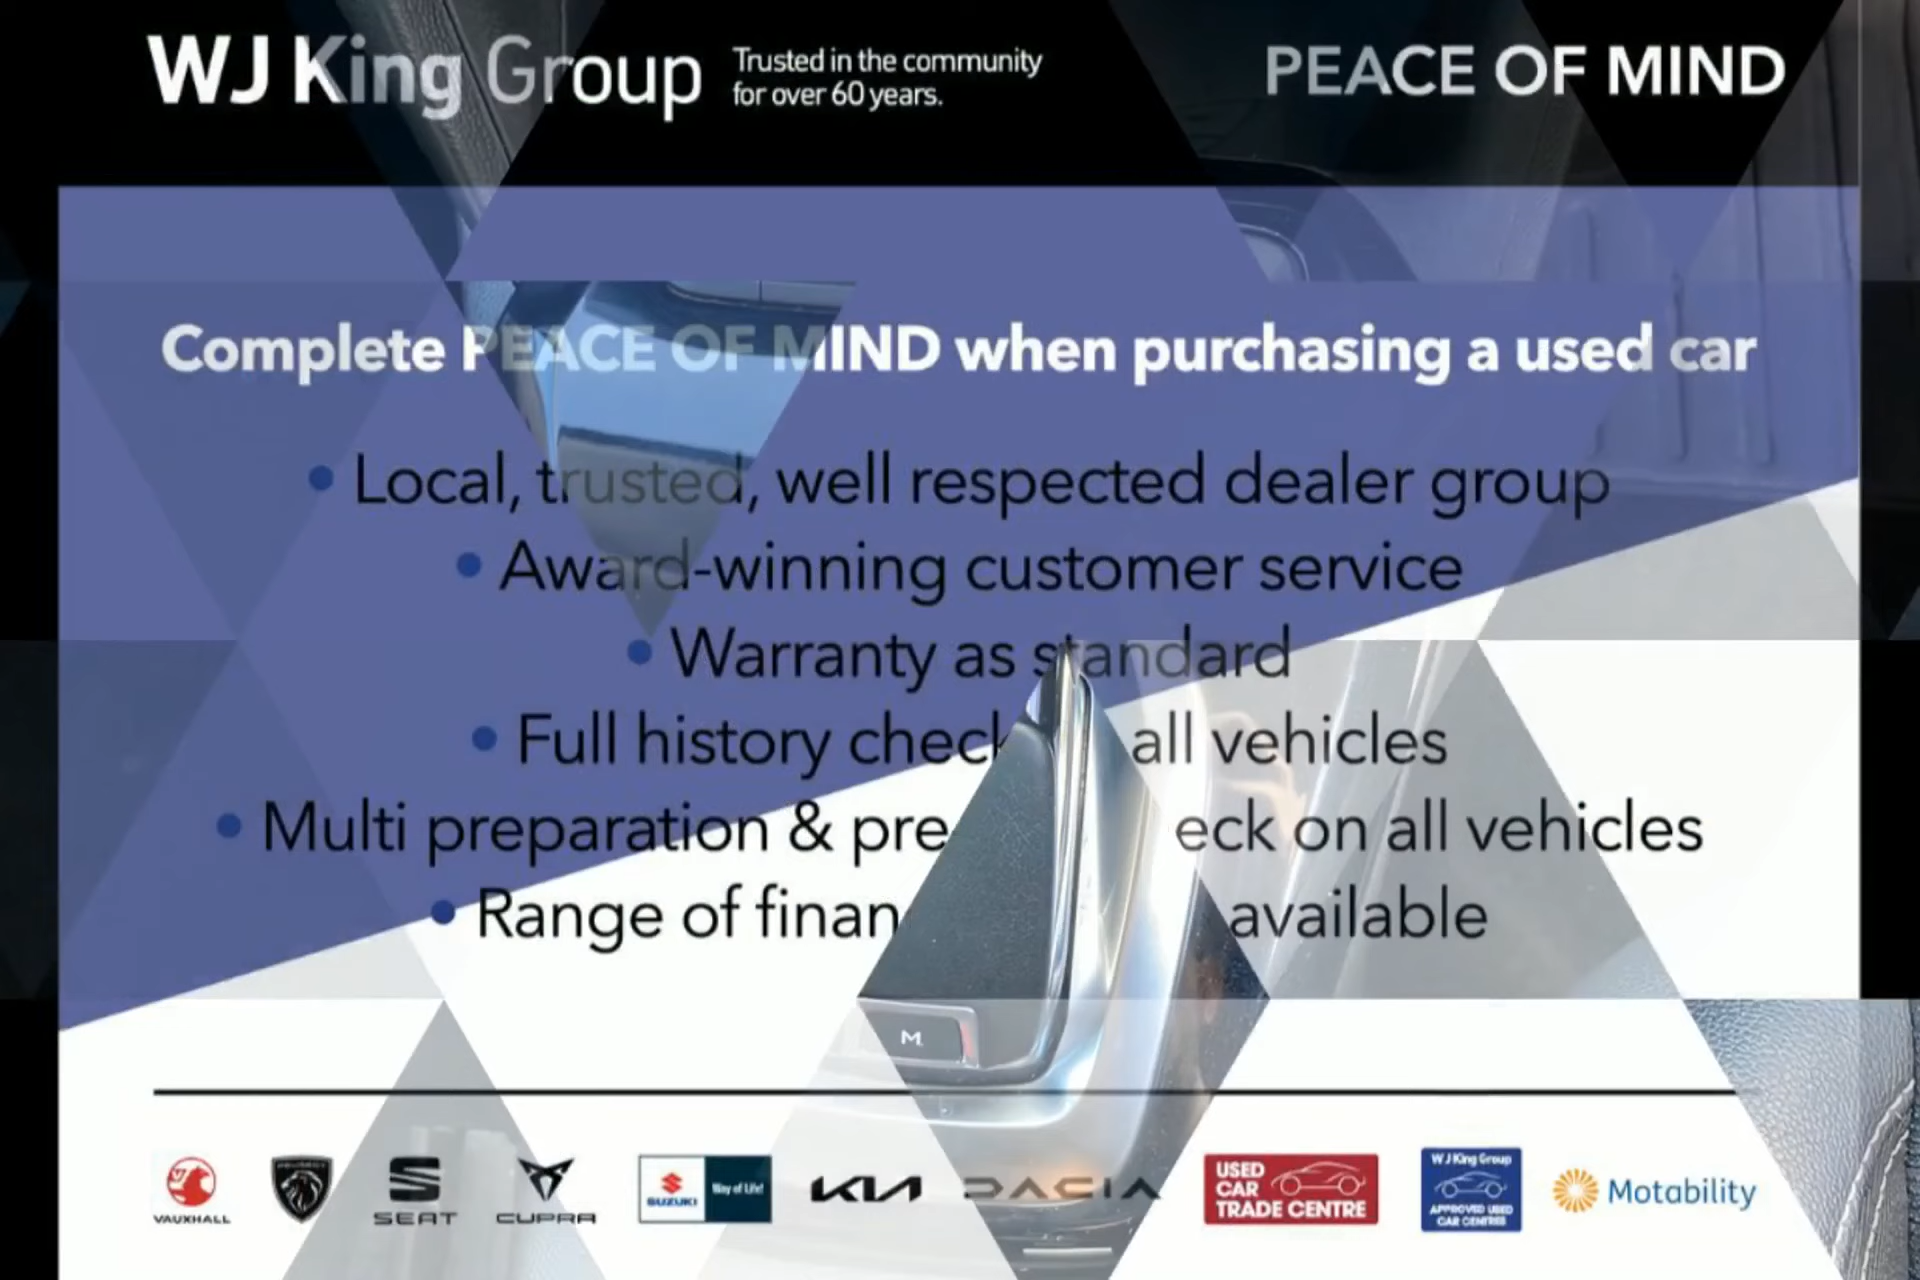 WJ King Group
Trusted in the community
for over 60 years.
PEACE OF MIND
Complete PEACE OF MIND when purchasing a used car
• Local, trusted, well respected dealer group
• Award-winning customer service
• Warranty as standard
• Full history check all vehicles
• Multi preparation & pre eck on all vehicles
• Range of finan available
M
VAUXHALL
PEUGEOT
SEAT
CUPRA
SUZUKI
Way of Life!
KIA
DACIA
USED
CAR
TRADE CENTRE
WJ King Group
APPROVED USED
CAR CENTRES
Motability